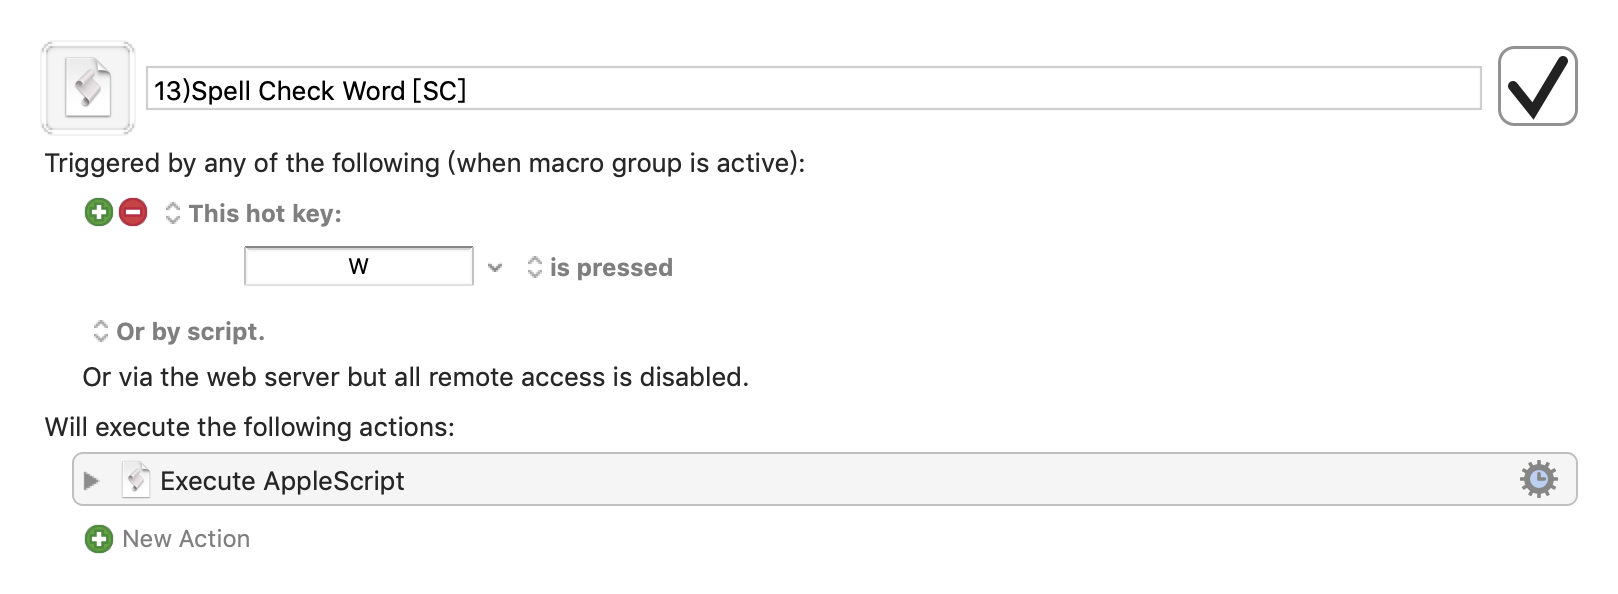 13)Spell Check Word [SC]
Triggered by any of the following (when macro group is active):
This hot key:
W
is pressed
Or by script.
Or via the web server but all remote access is disabled.
Will execute the following actions:
Execute AppleScript
New Action